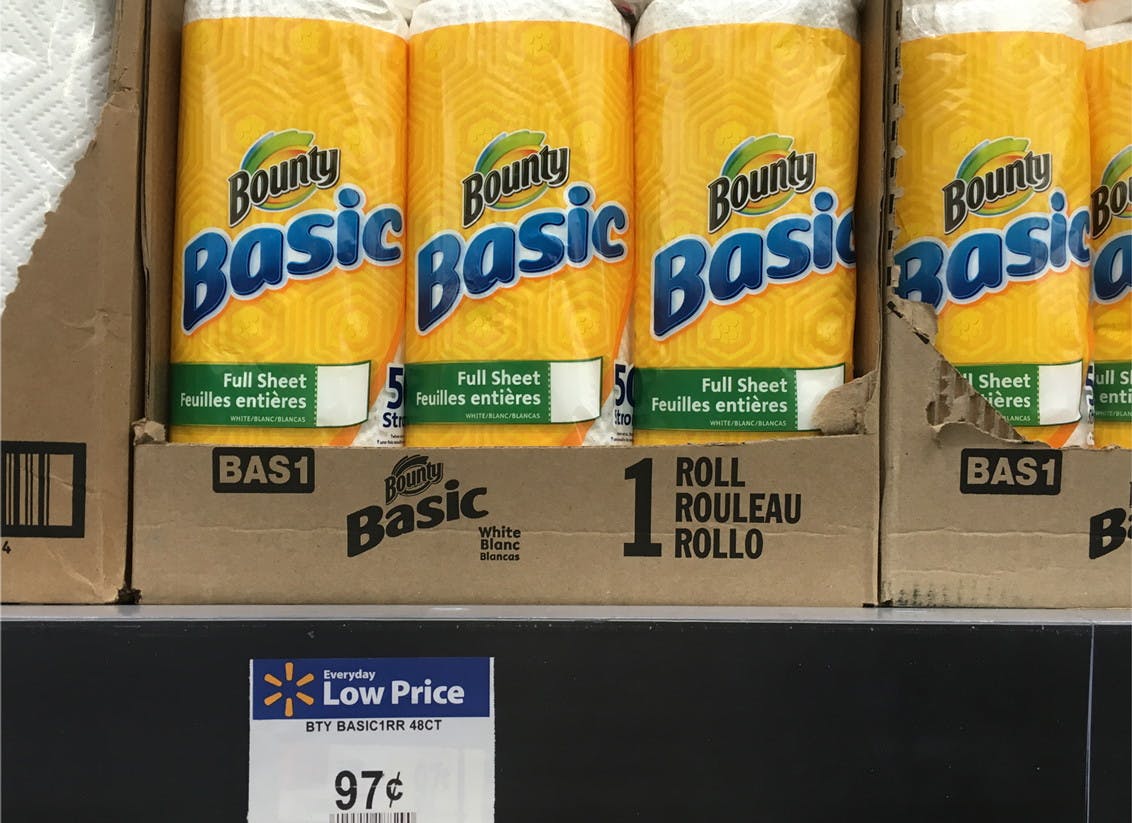 Bounty
Basic
Full Sheet
Feuilles entières
WHITE/BLANC/BLANCAS
Bounty
Basic
Full Sheet
Feuilles entières
WHITE/BLANC/BLANCAS
Bounty
Basic
Full Sheet
Feuilles entières
WHITE/BLANC/BLANCAS
Bounty
Basic
Sheet
4
BAS1
Bounty
Basic
White
Blanc
Blancas
1
ROLL
ROULEAU
ROLLO
BAS1
Everyday
Low Price
BTY BASIC1RR 48CT
97¢